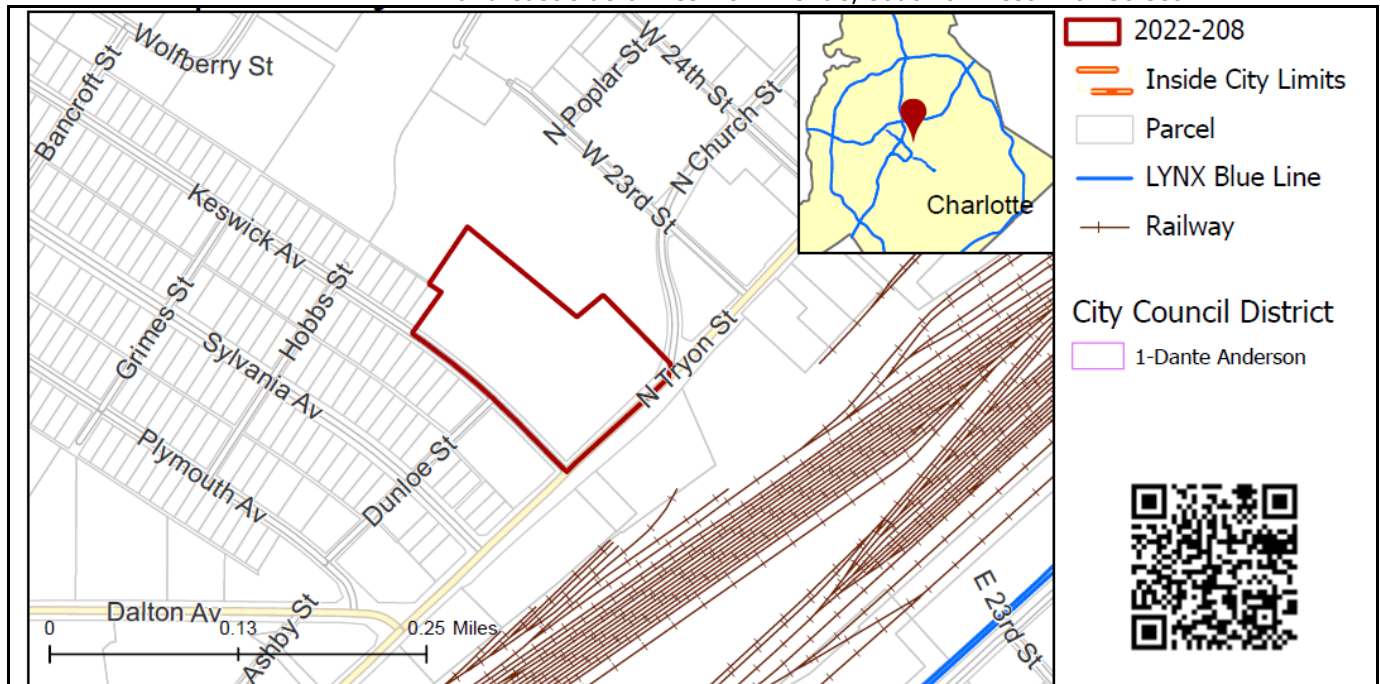 Wolfberry St
Bancroft St
W 24th St
N Poplar St
N Church St
W 23rd St
Keswick Av
Grimes St
Hobbs St
Sylvania Av
N Tryon St
Plymouth Av
Dunloe St
Dalton Av
Ashby St
E 23rd St
0 0.13 0.25 Miles
Charlotte
2022-208
Inside City Limits
Parcel
LYNX Blue Line
Railway
City Council District
1-Dante Anderson